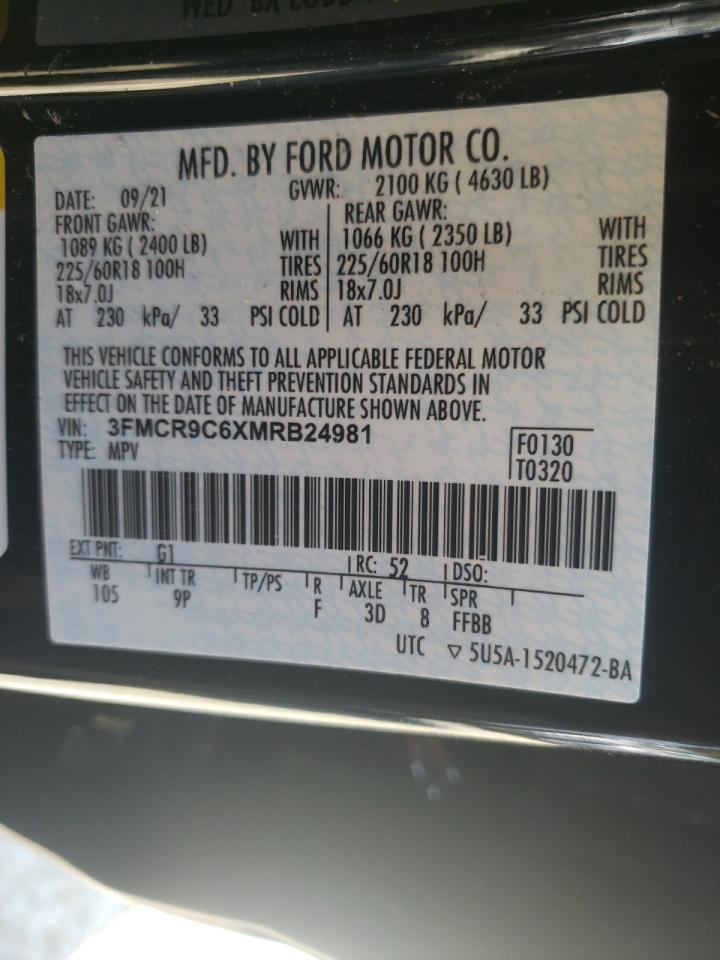 MFD. BY FORD MOTOR CO.
DATE: 09/21 GVWR: 2100 KG ( 4630 LB)
FRONT GAWR: REAR GAWR:
1089 KG ( 2400 LB) WITH 1066 KG ( 2350 LB) WITH
225/60R18 100H TIRES 225/60R18 100H TIRES
18x7.0J RIMS 18x7.0J RIMS
AT 230 kPa/ 33 PSI COLD AT 230 kPa/ 33 PSI COLD
THIS VEHICLE CONFORMS TO ALL APPLICABLE FEDERAL MOTOR
VEHICLE SAFETY AND THEFT PREVENTION STANDARDS IN
EFFECT ON THE DATE OF MANUFACTURE SHOWN ABOVE.
VIN: 3FMCR9C6XMRB24981
TYPE: MPV
F0130
T0320
EXT PNT: G1 RC: 52 DSO:
WB INT TR TP/PS R AXLE TR SPR
105 9P F 3D 8 FFBB
UTC ▽ 5U5A-1520472-BA